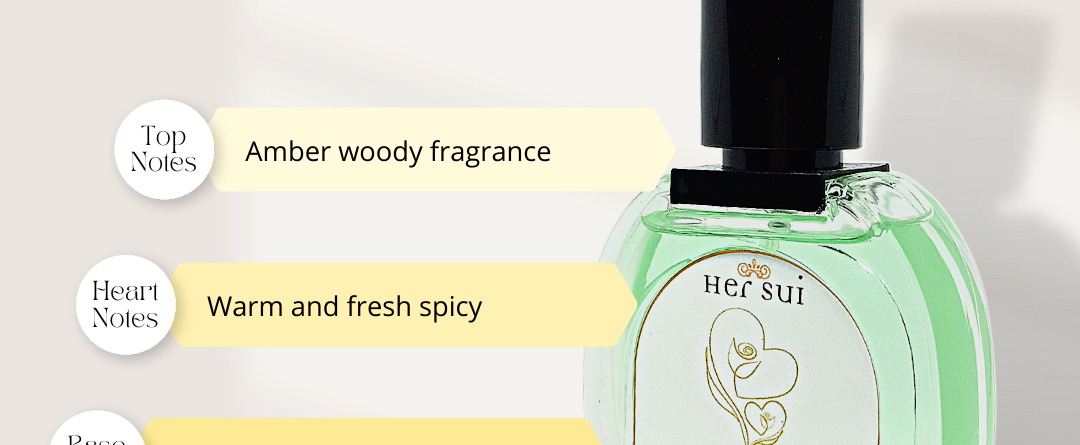 Top
Notes
Amber woody fragrance
Heart
Notes
Warm and fresh spicy
Her sui